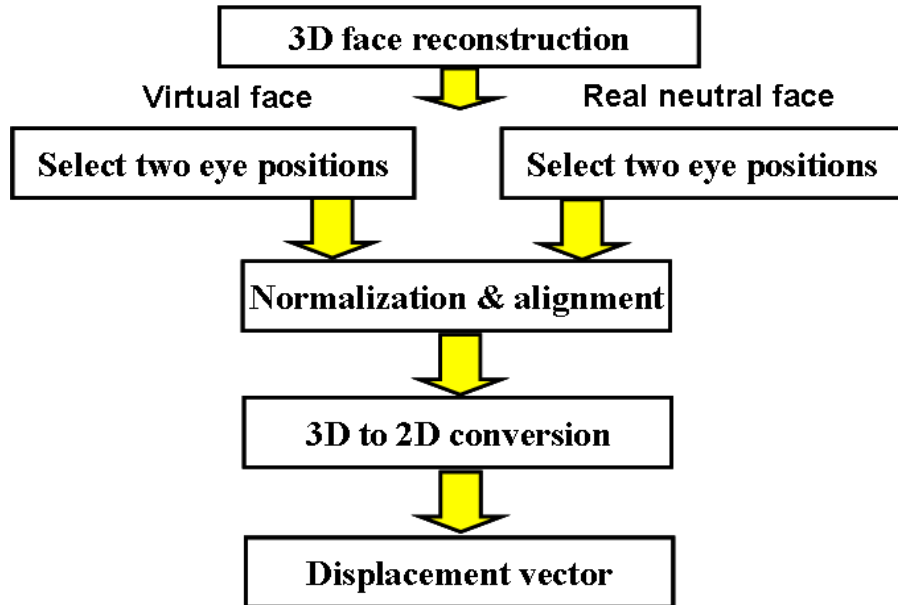 3D face reconstruction
Virtual face
Real neutral face
Select two eye positions
Select two eye positions
Normalization & alignment
3D to 2D conversion
Displacement vector